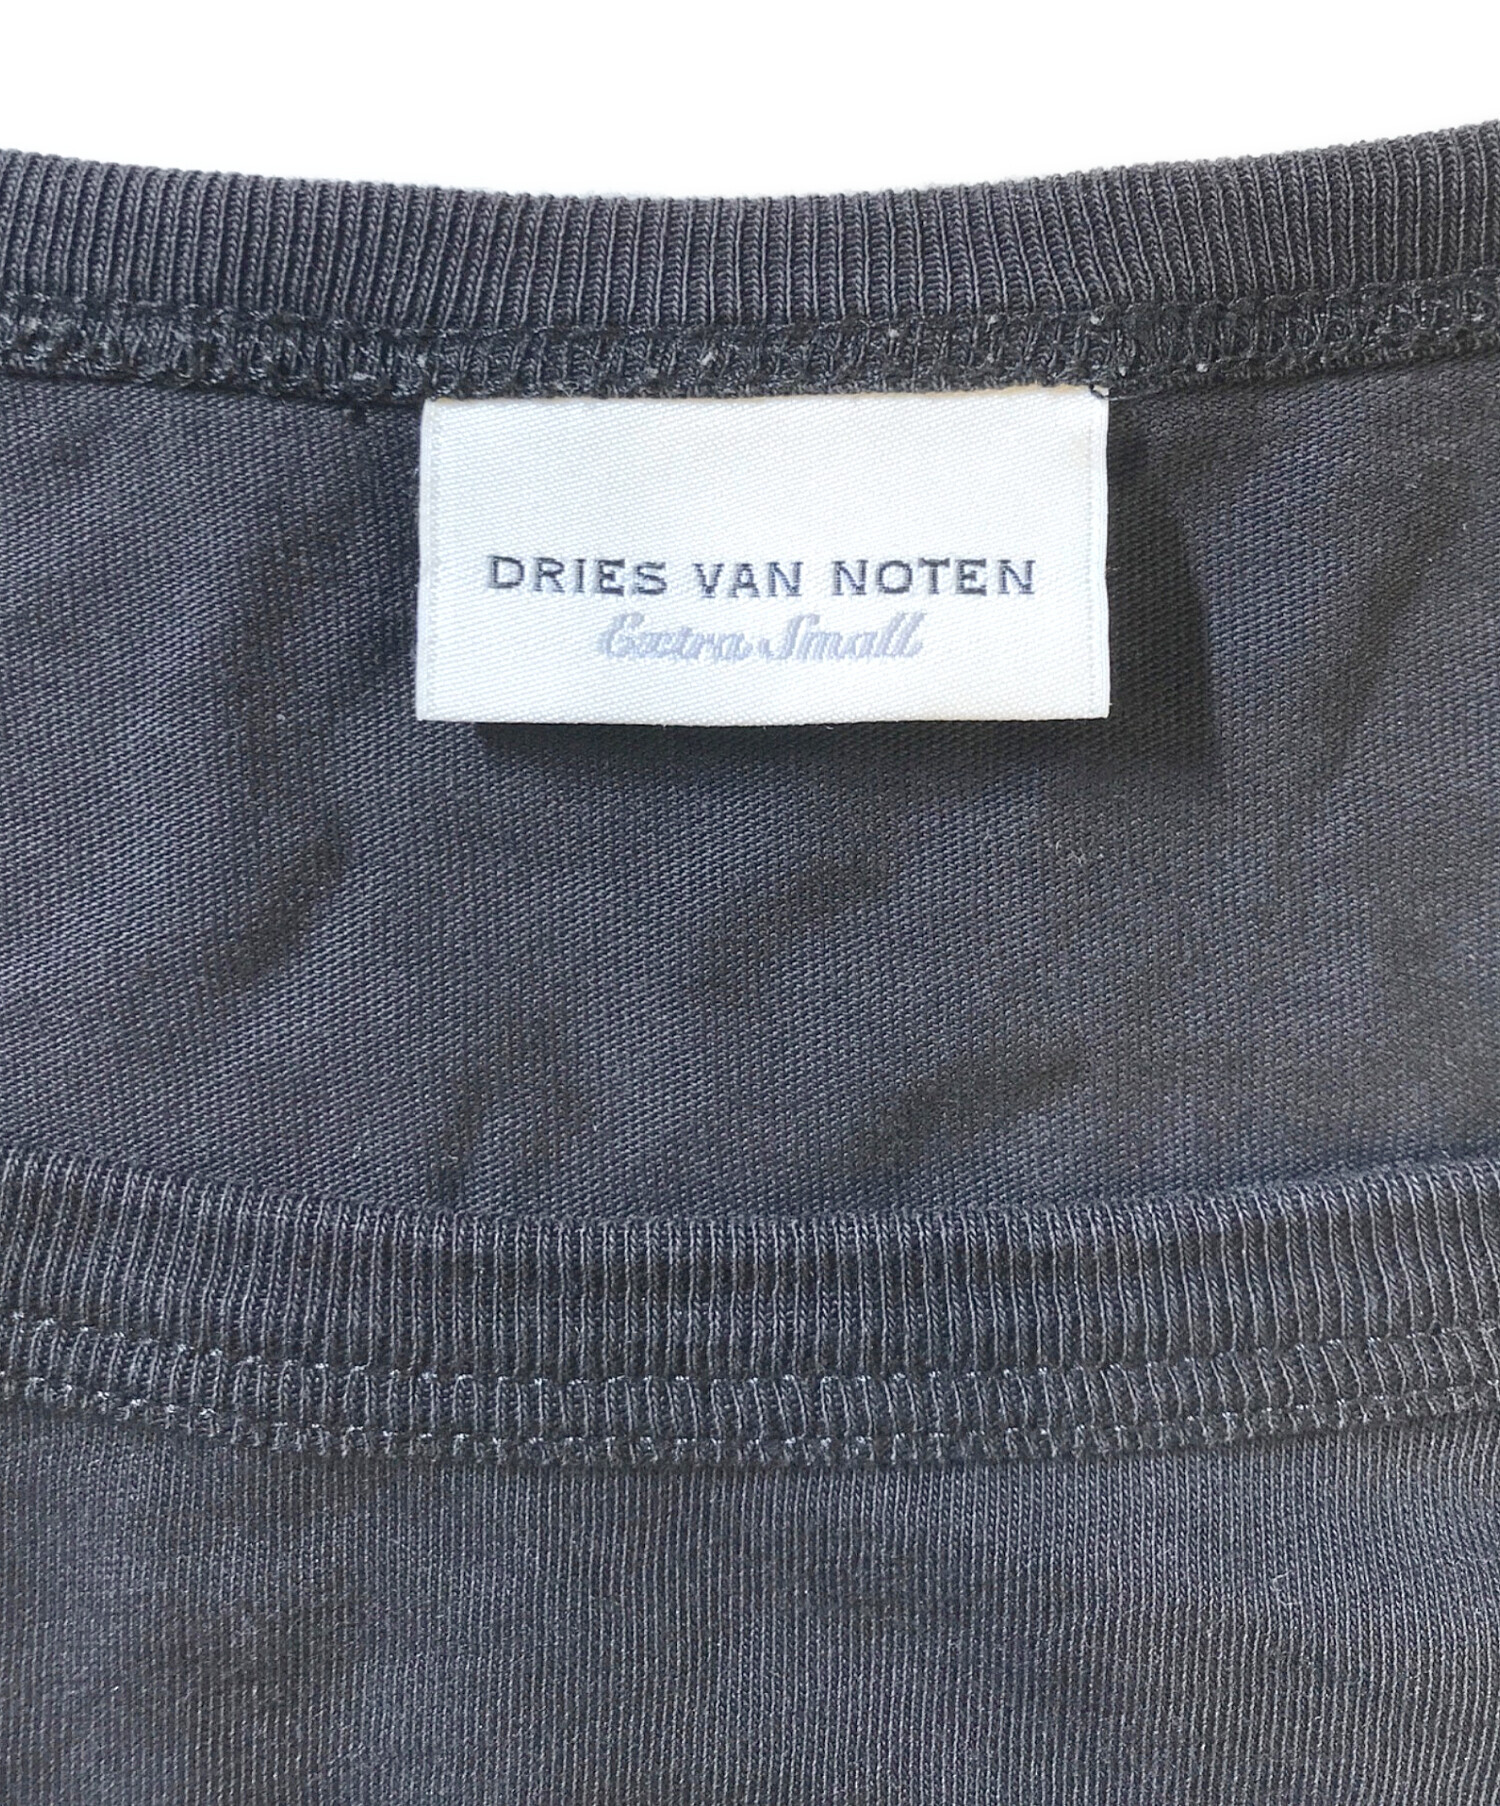 DRIES VAN NOTEN
Extra Small